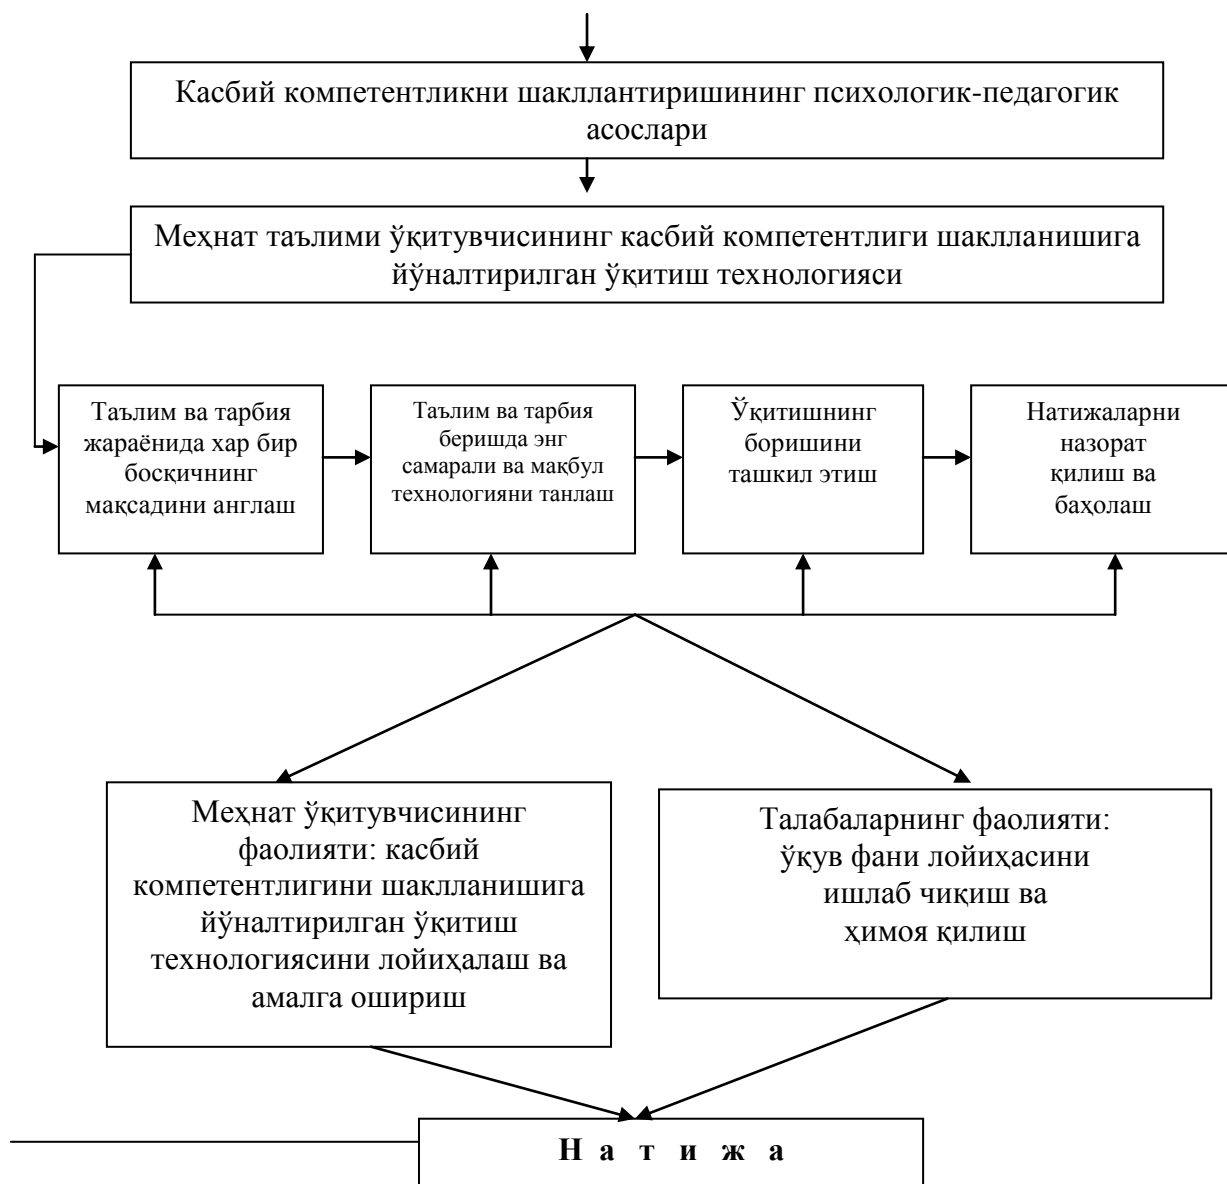 Касбий компетентликни шакллантиришининг психологик-педагогик
асослари
Меҳнат таълими ўқитувчисининг касбий компетентлиги шаклланишига
йўналтирилган ўқитиш технологияси
Таълим ва тарбия
жараёнида хар бир
босқичнинг
мақсадини англаш
Таълим ва тарбия
беришда энг
самарали ва мақбул
технологияни танлаш
Ўқитишнинг
боришини
ташкил этиш
Натижаларни
назорат
қилиш ва
баҳолаш
Меҳнат ўқитувчисининг
фаолияти: касбий
компетентлигини шаклланишига
йўналтирилган ўқитиш
технологиясини лойиҳалаш ва
амалга ошириш
Талабаларнинг фаолияти:
ўқув фани лойиҳасини
ишлаб чиқиш ва
ҳимоя қилиш
Н а т и ж а